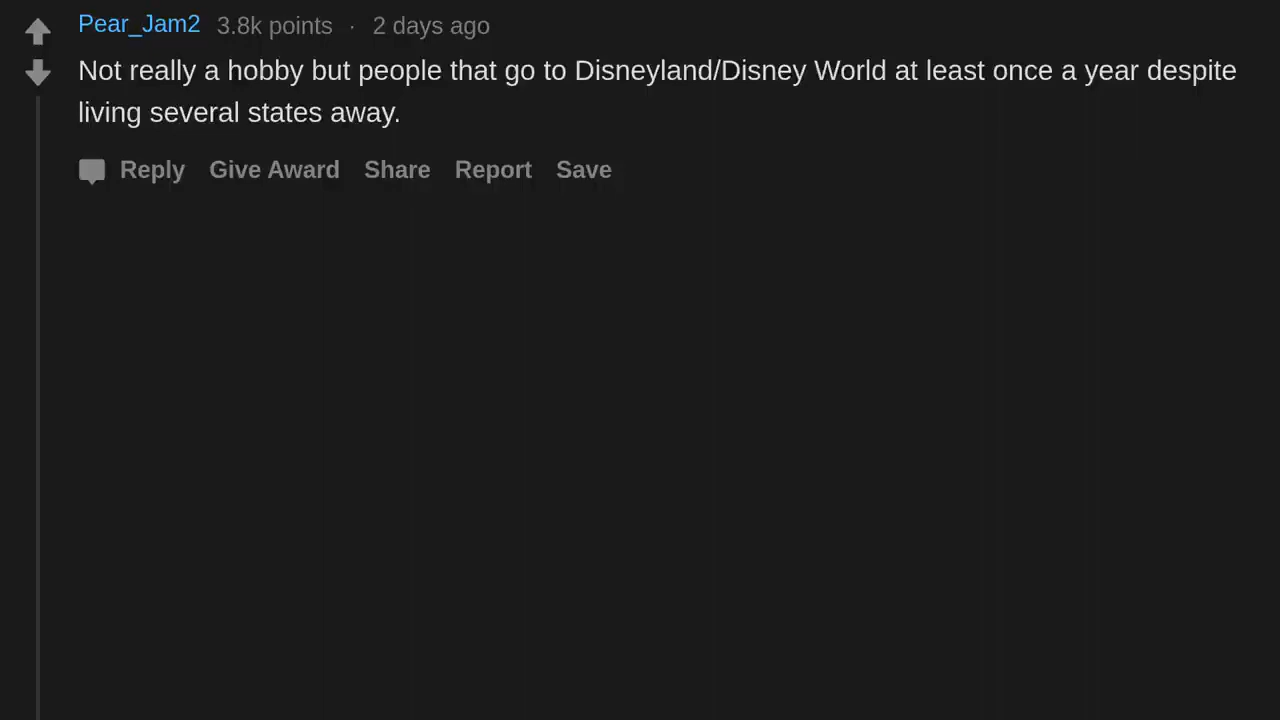 Pear_Jam2 3.8k points · 2 days ago
Not really a hobby but people that go to Disneyland/Disney World at least once a year despite
living several states away.
Reply Give Award Share Report Save